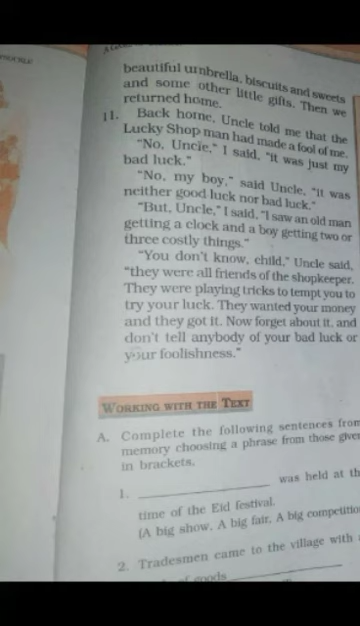 beautiful umbrella, biscuits and sweets
and some other little gifts. Then we
returned home.
11. Back home, Uncle told me that the
Lucky Shop man had made a fool of me.
"No, Uncle," I said, "it was just my
bad luck."
"No, my boy," said Uncle, "it was
neither good luck nor bad luck."
"But, Uncle," I said, "I saw an old man
getting a clock and a boy getting two or
three costly things."
"You don't know, child," Uncle said,
"they were all friends of the shopkeeper.
They were playing tricks to tempt you to
try your luck. They wanted your money
and they got it. Now forget about it, and
don't tell anybody of your bad luck or
your foolishness."
WORKING WITH THE TEXT
A. Complete the following sentences from
memory choosing a phrase from those given
in brackets.
1. ____________ was held at the
time of the Eid festival.
(A big show, A big fair, A big competition
2. Tradesmen came to the village with
of goods